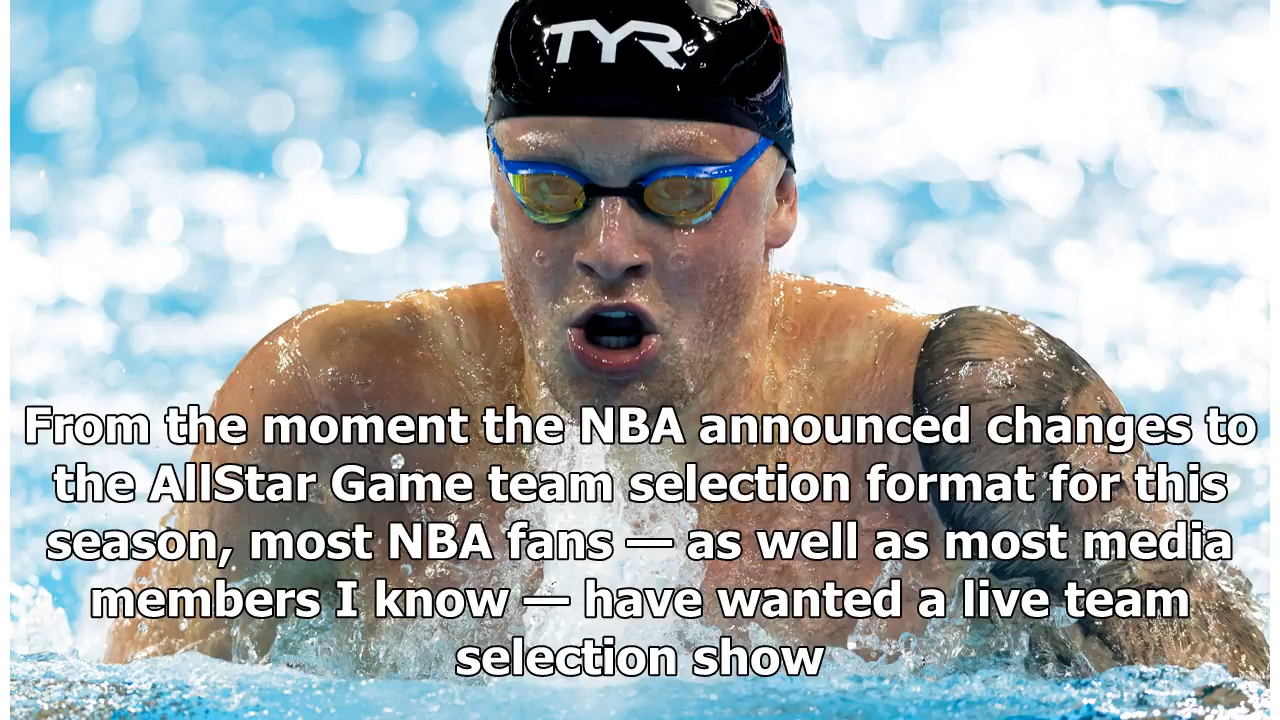 TYR
From the moment the NBA announced changes to
the AllStar Game team selection format for this
season, most NBA fans — as well as most media
members I know — have wanted a live team
selection show